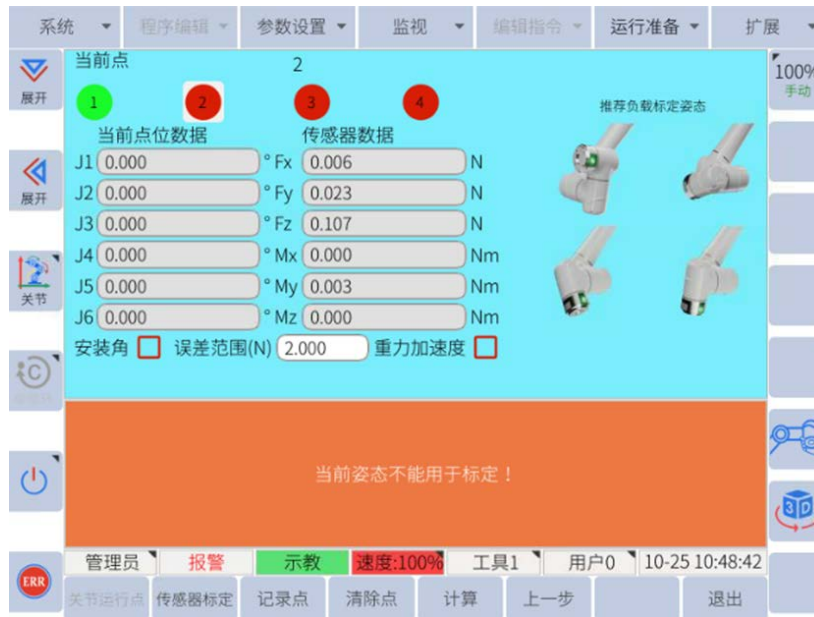 系统 程序编辑 参数设置 监视 编辑指令 运行准备 扩展
当前点 2
展开 100%
手动
1 2 3 4 推荐负载标定姿态
当前点位数据 传感器数据
J1 0.000 ° Fx 0.006 N
展开 J2 0.000 ° Fy 0.023 N
J3 0.000 ° Fz 0.107 N
J4 0.000 ° Mx 0.000 Nm
关节 J5 0.000 ° My 0.003 Nm
J6 0.000 ° Mz 0.000 Nm
安装角 误差范围(N) 2.000 重力加速度
C
当前姿态不能用于标定！
3D
管理员 报警 示教 速度:100% 工具1 用户0 10-25 10:48:42
ERR
关节运行点 传感器标定 记录点 清除点 计算 上一步 退出